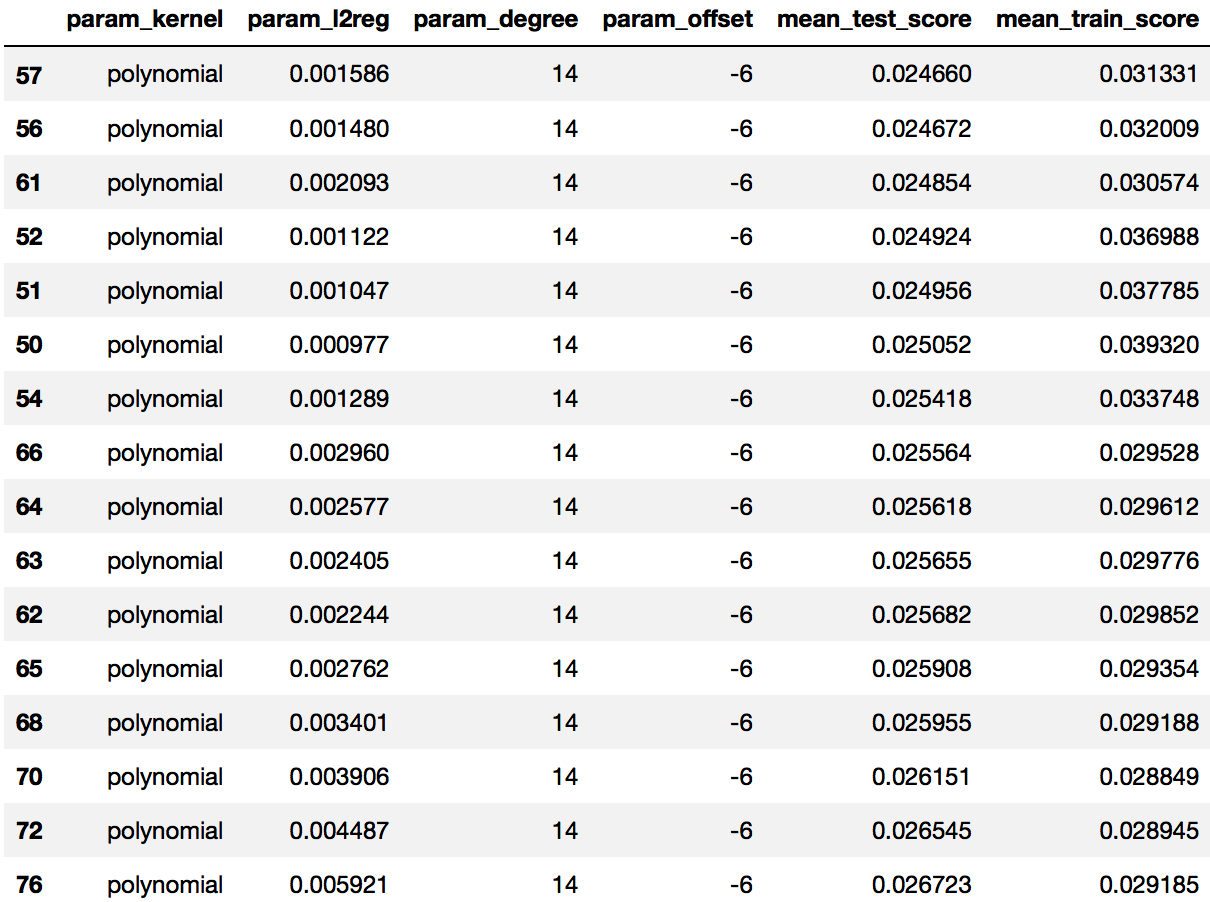 param_kernel param_l2reg param_degree param_offset mean_test_score mean_train_score
57 polynomial 0.001586 14 -6 0.024660 0.031331
56 polynomial 0.001480 14 -6 0.024672 0.032009
61 polynomial 0.002093 14 -6 0.024854 0.030574
52 polynomial 0.001122 14 -6 0.024924 0.036988
51 polynomial 0.001047 14 -6 0.024956 0.037785
50 polynomial 0.000977 14 -6 0.025052 0.039320
54 polynomial 0.001289 14 -6 0.025418 0.033748
66 polynomial 0.002960 14 -6 0.025564 0.029528
64 polynomial 0.002577 14 -6 0.025618 0.029612
63 polynomial 0.002405 14 -6 0.025655 0.029776
62 polynomial 0.002244 14 -6 0.025682 0.029852
65 polynomial 0.002762 14 -6 0.025908 0.029354
68 polynomial 0.003401 14 -6 0.025955 0.029188
70 polynomial 0.003906 14 -6 0.026151 0.028849
72 polynomial 0.004487 14 -6 0.026545 0.028945
76 polynomial 0.005921 14 -6 0.026723 0.029185